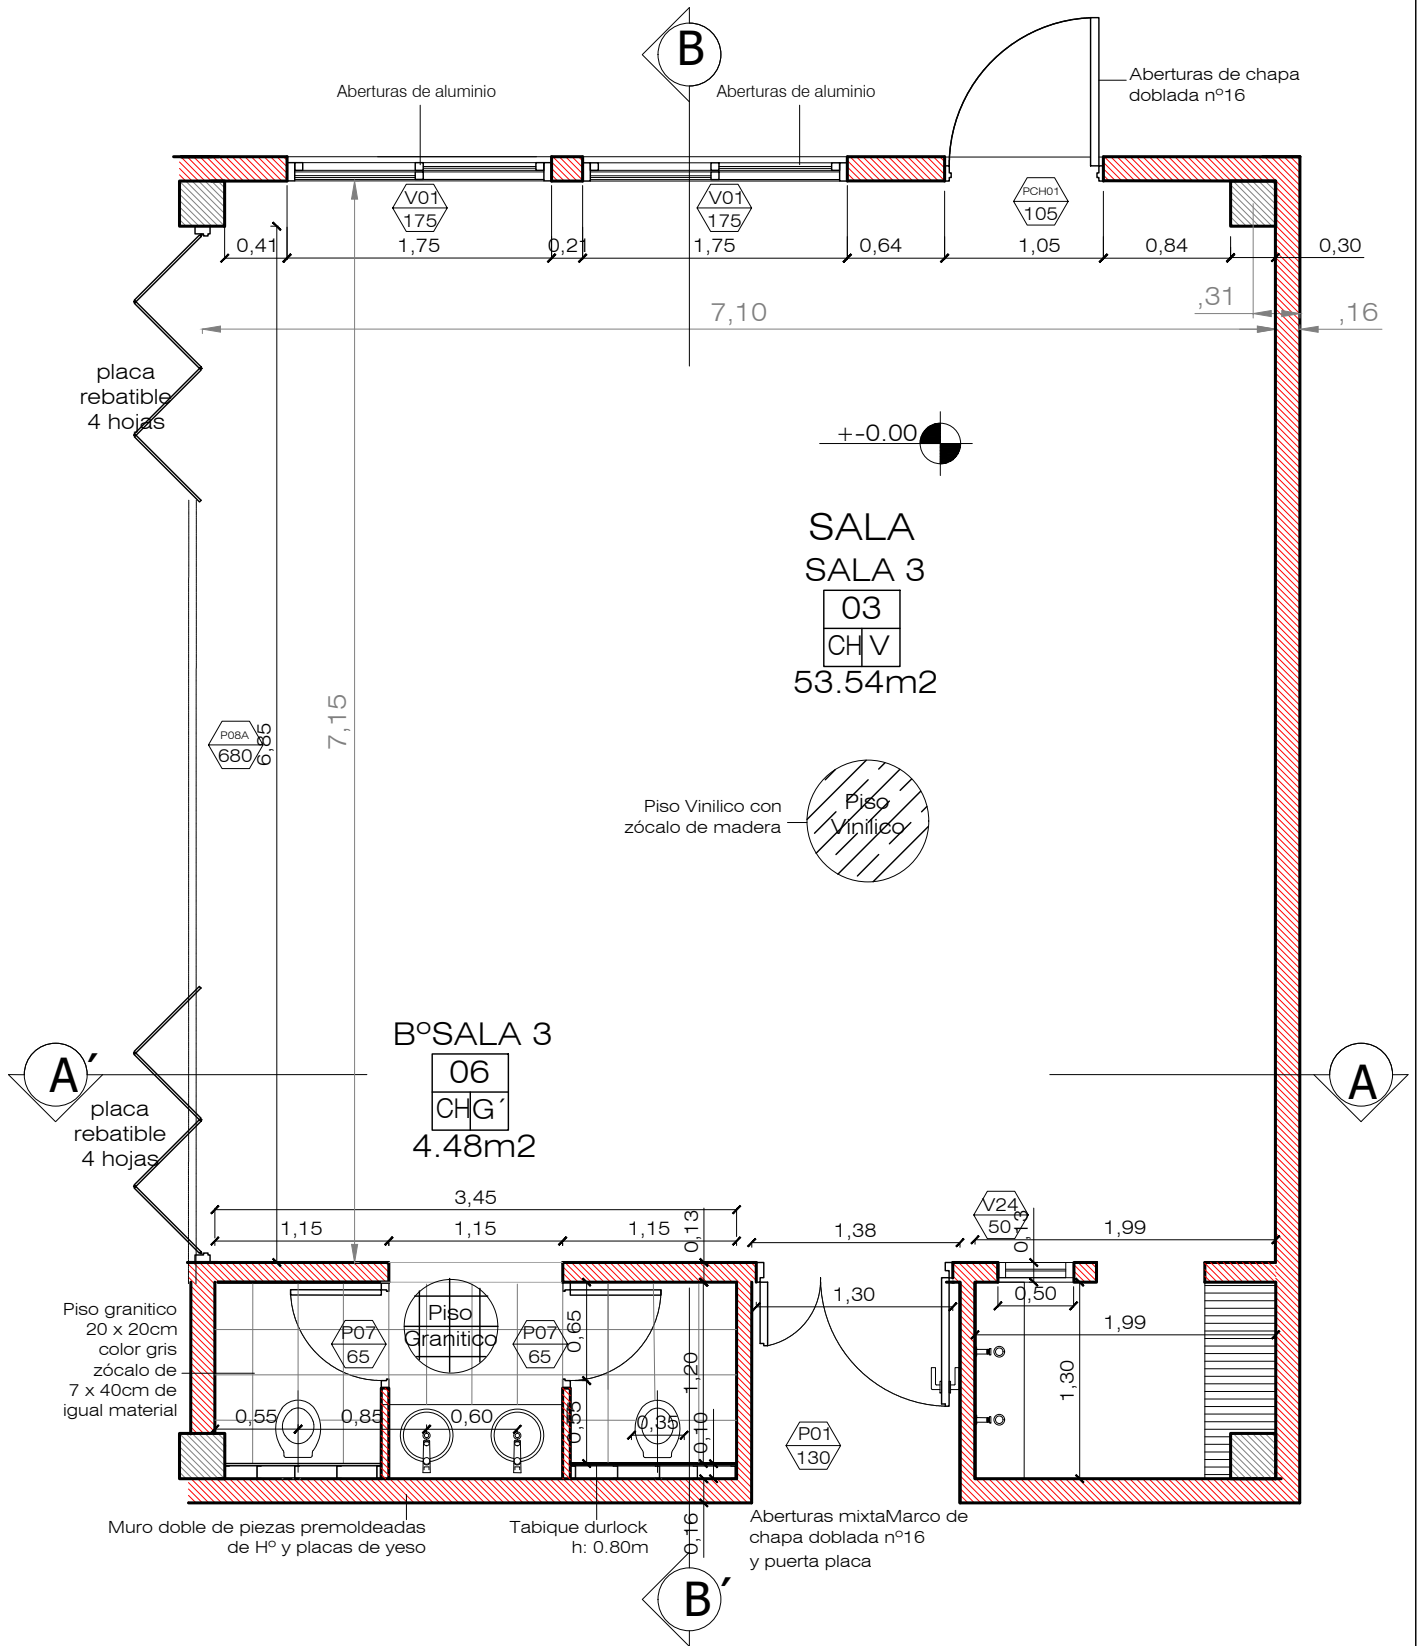 B
Aberturas de aluminio
Aberturas de aluminio
Aberturas de chapa
doblada nº16
V01
175
V01
175
PCH01
105
0,41
1,75
0,21
1,75
0,64
1,05
0,84
0,30
,31
7,10
,16
placa
rebatible
4 hojas
+-0.00
SALA
SALA 3
03
CH V
53.54m2
7,15
P08A
680
6,85
Piso Vinilico con
zócalo de madera
Piso
Vinilico
BºSALA 3
06
CH G´
4.48m2
A´
A
placa
rebatible
4 hojas
3,45
1,15
1,15
1,15
0,13
1,38
V24
50
0,13
1,99
Piso granitico
20 x 20cm
color gris
zócalo de
7 x 40cm de
igual material
Piso
Granitico
P07
65
P07
65
0,65
1,30
0,50
1,99
1,20
1,30
0,55
0,85
0,60
0,55
0,35
0,10
P01
130
Muro doble de piezas premoldeadas
de Hº y placas de yeso
Tabique durlock
h: 0.80m
0,16
Aberturas mixtaMarco de
chapa doblada nº16
y puerta placa
B´